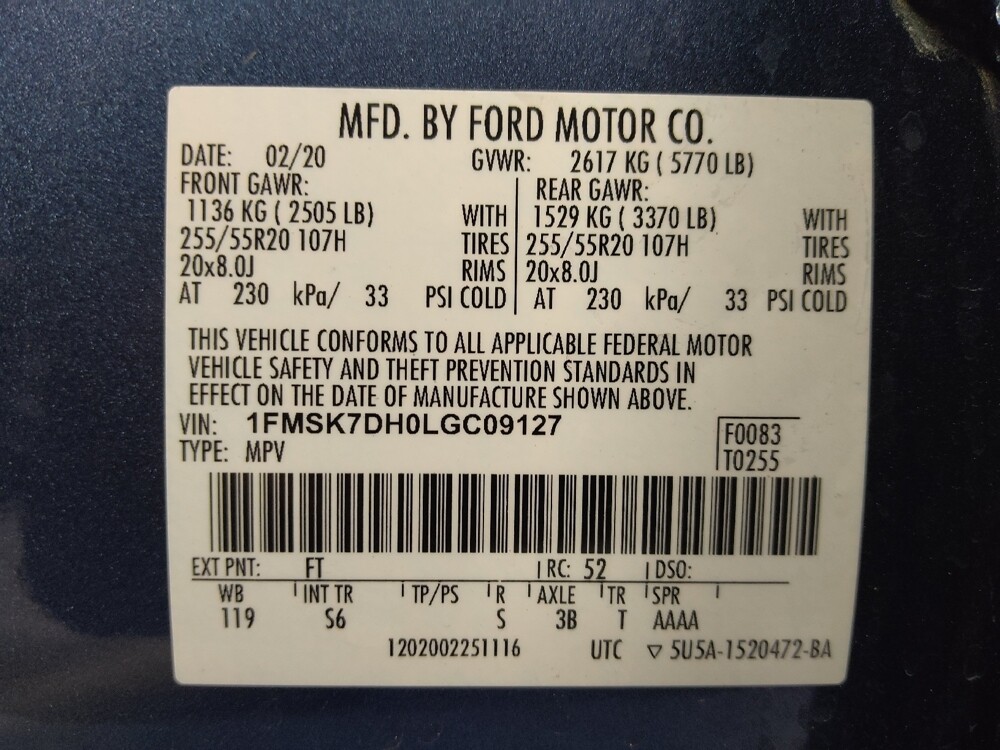 MFD. BY FORD MOTOR CO.
DATE: 02/20 GVWR: 2617 KG ( 5770 LB)
FRONT GAWR: REAR GAWR:
1136 KG ( 2505 LB) WITH 1529 KG ( 3370 LB) WITH
255/55R20 107H TIRES 255/55R20 107H TIRES
20x8.0J RIMS 20x8.0J RIMS
AT 230 kPa/ 33 PSI COLD AT 230 kPa/ 33 PSI COLD
THIS VEHICLE CONFORMS TO ALL APPLICABLE FEDERAL MOTOR
VEHICLE SAFETY AND THEFT PREVENTION STANDARDS IN
EFFECT ON THE DATE OF MANUFACTURE SHOWN ABOVE.
VIN: 1FMSK7DH0LGC09127 F0083
TYPE: MPV T0255
EXT PNT: FT RC: 52 DSO:
WB INT TR TP/PS R AXLE TR SPR
119 S6 S 3B T AAAA
1202002251116 UTC ▽ 5U5A-1520472-BA